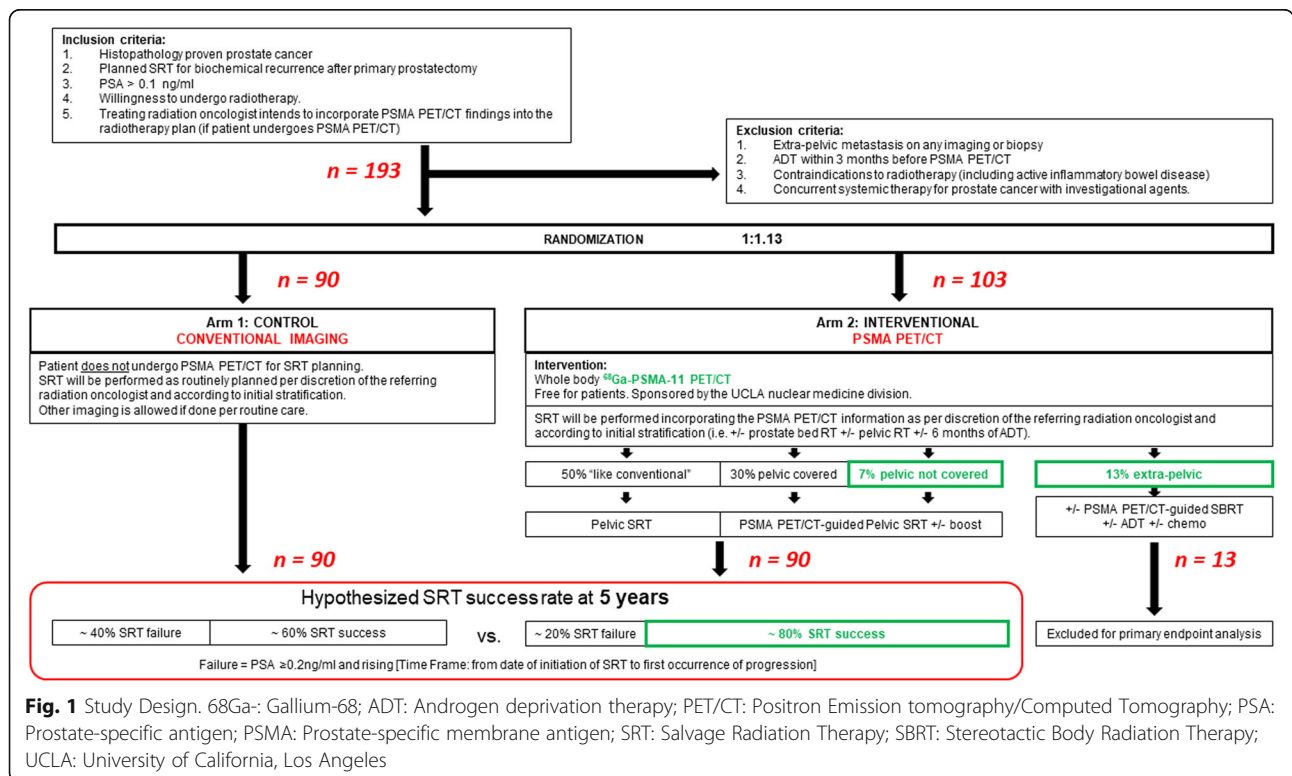 Inclusion criteria:
1. Histopathology proven prostate cancer
2. Planned SRT for biochemical recurrence after primary prostatectomy
3. PSA > 0.1 ng/ml
4. Willingness to undergo radiotherapy.
5. Treating radiation oncologist intends to incorporate PSMA PET/CT findings into the
radiotherapy plan (if patient undergoes PSMA PET/CT)
n = 193
Exclusion criteria:
1. Extra-pelvic metastasis on any imaging or biopsy
2. ADT within 3 months before PSMA PET/CT
3. Contraindications to radiotherapy (including active inflammatory bowel disease)
4. Concurrent systemic therapy for prostate cancer with investigational agents.
RANDOMIZATION 1:1.13
n = 90
n = 103
Arm 1: CONTROL
CONVENTIONAL IMAGING
Patient does not undergo PSMA PET/CT for SRT planning.
SRT will be performed as routinely planned per discretion of the referring
radiation oncologist and according to initial stratification.
Other imaging is allowed if done per routine care.
Arm 2: INTERVENTIONAL
PSMA PET/CT
Intervention:
Whole body ⁶⁸Ga-PSMA-11 PET/CT
Free for patients. Sponsored by the UCLA nuclear medicine division.
SRT will be performed incorporating the PSMA PET/CT information as per discretion of the referring radiation oncologist and
according to initial stratification (i.e. +/- prostate bed RT +/- pelvic RT +/- 6 months of ADT).
50% "like conventional" 30% pelvic covered 7% pelvic not covered 13% extra-pelvic
Pelvic SRT PSMA PET/CT-guided Pelvic SRT +/- boost
+/- PSMA PET/CT-guided SBRT
+/- ADT +/- chemo
n = 90
n = 90
n = 13
Hypothesized SRT success rate at 5 years
~ 40% SRT failure ~ 60% SRT success vs. ~ 20% SRT failure ~ 80% SRT success
Failure = PSA ≥0.2ng/ml and rising [Time Frame: from date of initiation of SRT to first occurrence of progression]
Excluded for primary endpoint analysis
Fig. 1 Study Design. 68Ga-: Gallium-68; ADT: Androgen deprivation therapy; PET/CT: Positron Emission tomography/Computed Tomography; PSA:
Prostate-specific antigen; PSMA: Prostate-specific membrane antigen; SRT: Salvage Radiation Therapy; SBRT: Stereotactic Body Radiation Therapy;
UCLA: University of California, Los Angeles